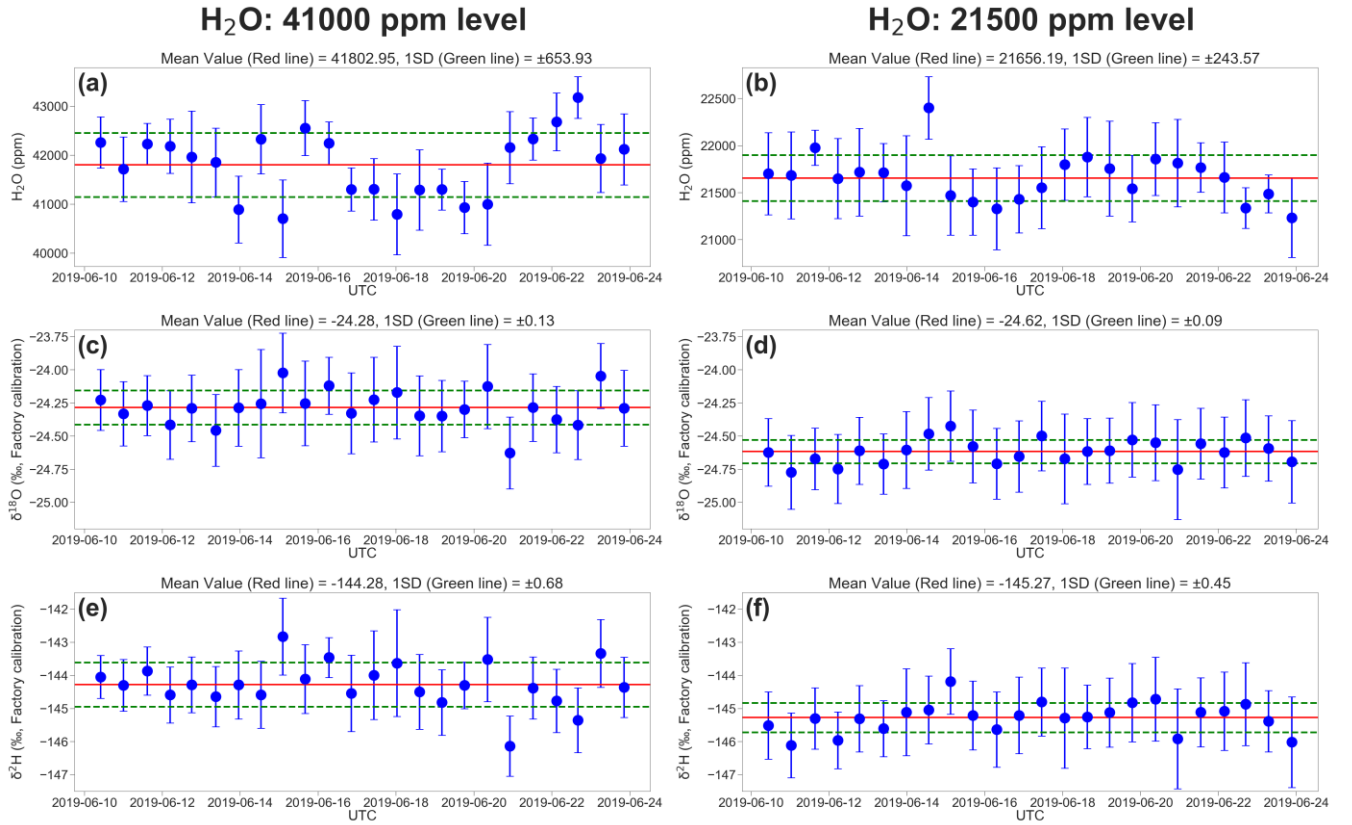 H₂O: 41000 ppm level
H₂O: 21500 ppm level
Mean Value (Red line) = 41802.95, 1SD (Green line) = ±653.93
(a)
H₂O (ppm)
43000
42000
41000
40000
2019-06-10 2019-06-12 2019-06-14 2019-06-16 2019-06-18 2019-06-20 2019-06-22 2019-06-24
UTC
Mean Value (Red line) = 21656.19, 1SD (Green line) = ±243.57
(b)
H₂O (ppm)
22500
22000
21500
21000
2019-06-10 2019-06-12 2019-06-14 2019-06-16 2019-06-18 2019-06-20 2019-06-22 2019-06-24
UTC
Mean Value (Red line) = -24.28, 1SD (Green line) = ±0.13
(c)
δ¹⁸O (‰, Factory calibration)
−23.75
−24.00
−24.25
−24.50
−24.75
−25.00
2019-06-10 2019-06-12 2019-06-14 2019-06-16 2019-06-18 2019-06-20 2019-06-22 2019-06-24
UTC
Mean Value (Red line) = -24.62, 1SD (Green line) = ±0.09
(d)
δ¹⁸O (‰, Factory calibration)
−23.75
−24.00
−24.25
−24.50
−24.75
−25.00
2019-06-10 2019-06-12 2019-06-14 2019-06-16 2019-06-18 2019-06-20 2019-06-22 2019-06-24
UTC
Mean Value (Red line) = -144.28, 1SD (Green line) = ±0.68
(e)
δ²H (‰, Factory calibration)
−142
−143
−144
−145
−146
−147
2019-06-10 2019-06-12 2019-06-14 2019-06-16 2019-06-18 2019-06-20 2019-06-22 2019-06-24
UTC
Mean Value (Red line) = -145.27, 1SD (Green line) = ±0.45
(f)
δ²H (‰, Factory calibration)
−142
−143
−144
−145
−146
−147
2019-06-10 2019-06-12 2019-06-14 2019-06-16 2019-06-18 2019-06-20 2019-06-22 2019-06-24
UTC